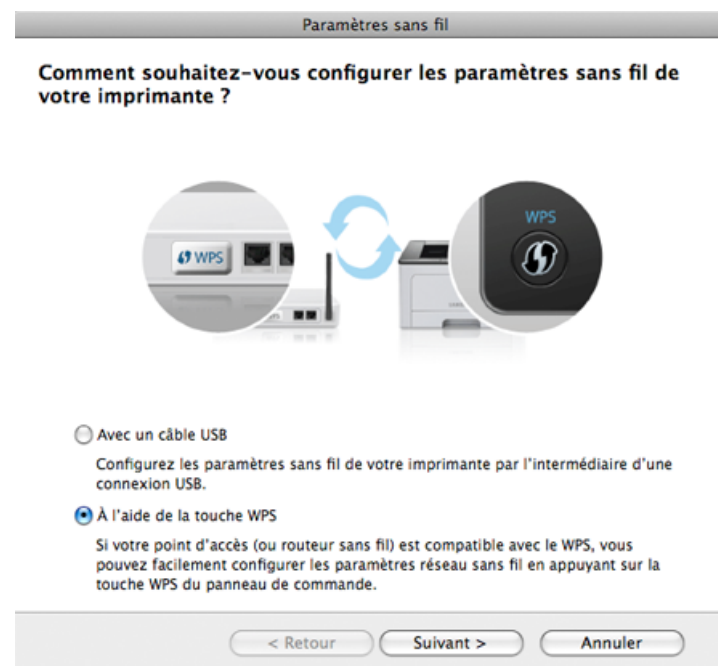 Paramètres sans fil
Comment souhaitez-vous configurer les paramètres sans fil de
votre imprimante ?
WPS
WPS
Avec un câble USB
Configurez les paramètres sans fil de votre imprimante par l'intermédiaire d'une
connexion USB.
À l'aide de la touche WPS
Si votre point d'accès (ou routeur sans fil) est compatible avec le WPS, vous
pouvez facilement configurer les paramètres réseau sans fil en appuyant sur la
touche WPS du panneau de commande.
< Retour
Suivant >
Annuler